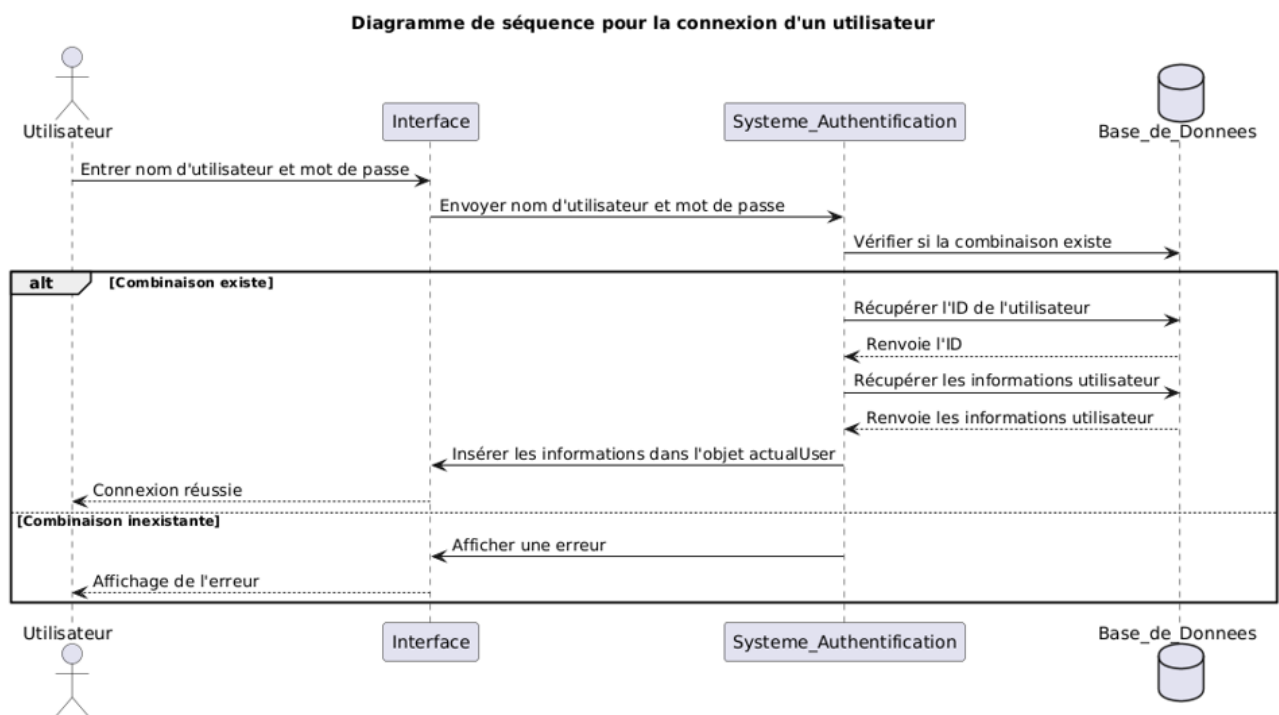 Diagramme de séquence pour la connexion d'un utilisateur
Utilisateur
Interface
Systeme_Authentification
Base_de_Donnees
Entrer nom d'utilisateur et mot de passe
Envoyer nom d'utilisateur et mot de passe
Vérifier si la combinaison existe
alt
[Combinaison existe]
Récupérer l'ID de l'utilisateur
Renvoie l'ID
Récupérer les informations utilisateur
Renvoie les informations utilisateur
Insérer les informations dans l'objet actualUser
Connexion réussie
[Combinaison inexistante]
Afficher une erreur
Affichage de l'erreur
Utilisateur
Interface
Systeme_Authentification
Base_de_Donnees